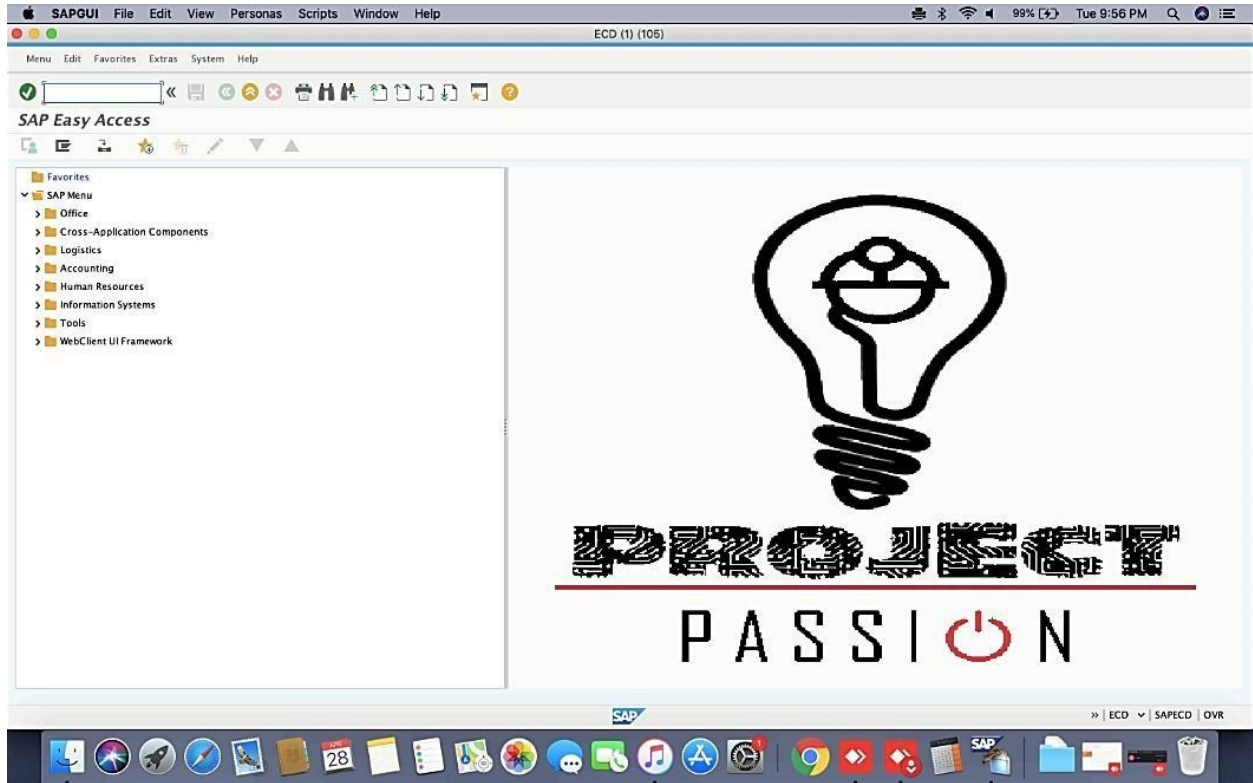 SAPGUI File Edit View Personas Scripts Window Help 99% Tue 9:56 PM
ECD (1) (105)
Menu Edit Favorites Extras System Help
SAP Easy Access
Favorites
SAP Menu
Office
Cross-Application Components
Logistics
Accounting
Human Resources
Information Systems
Tools
WebClient UI Framework
PROJECT
PASSION
SAP
» ECD SAPECD OVR
28
1
SAP